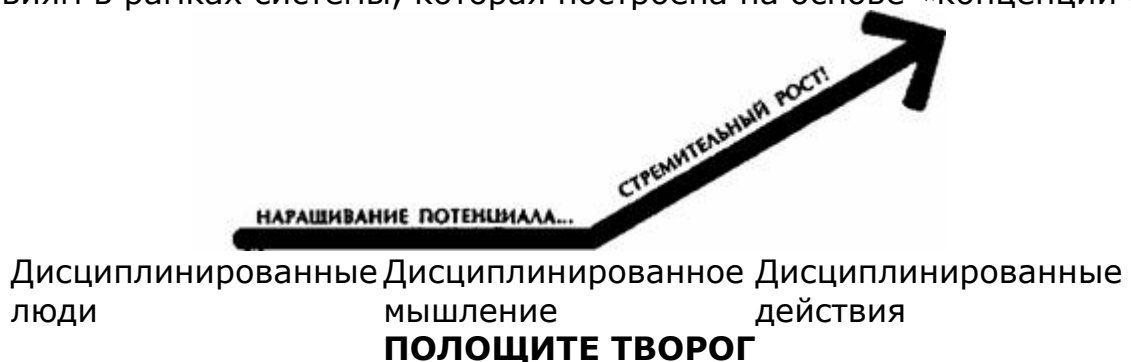 виям в рамках системы, которая построена на основе «концепции
НАРАЩИВАНИЕ ПОТЕНЦИАЛА...
СТРЕМИТЕЛЬНЫЙ РОСТ!
Дисциплинированные Дисциплинированное Дисциплинированные
люди мышление действия
ПОЛОЩИТЕ ТВОРОГ